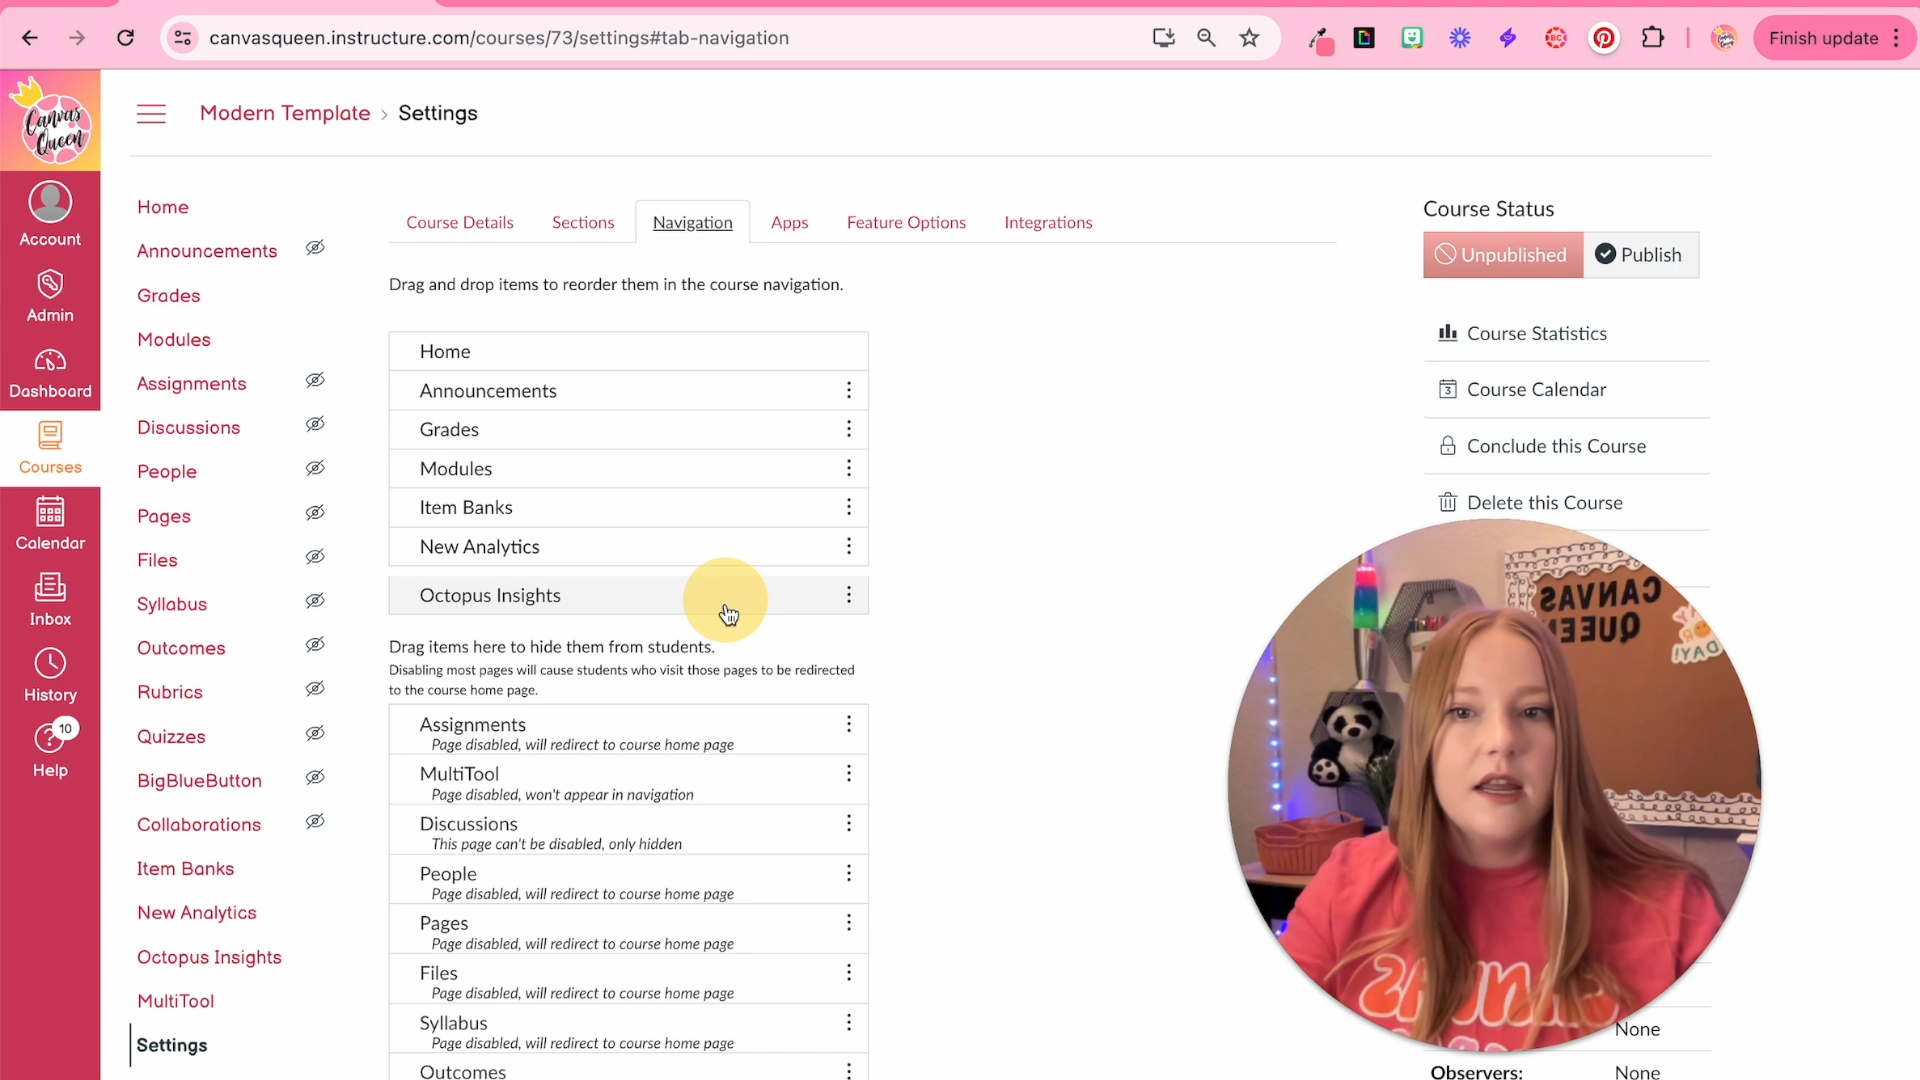 canvasqueen.instructure.com/courses/73/settings#tab-navigation
Finish update
Canvas
Queen
Modern Template › Settings
Account
Admin
Dashboard
Courses
Calendar
Inbox
History
10
Help
Home
Announcements
Grades
Modules
Assignments
Discussions
People
Pages
Files
Syllabus
Outcomes
Rubrics
Quizzes
BigBlueButton
Collaborations
Item Banks
New Analytics
Octopus Insights
MultiTool
Settings
Course Details
Sections
Navigation
Apps
Feature Options
Integrations
Drag and drop items to reorder them in the course navigation.
Home
Announcements
Grades
Modules
Item Banks
New Analytics
Octopus Insights
Drag items here to hide them from students.
Disabling most pages will cause students who visit those pages to be redirected
to the course home page.
Assignments
Page disabled, will redirect to course home page
MultiTool
Page disabled, won't appear in navigation
Discussions
This page can't be disabled, only hidden
People
Page disabled, will redirect to course home page
Pages
Page disabled, will redirect to course home page
Files
Page disabled, will redirect to course home page
Syllabus
Page disabled, will redirect to course home page
Outcomes
Course Status
Unpublished
Publish
Course Statistics
3
Course Calendar
Conclude this Course
Delete this Course
CANVAS
QUEEN
DAY!
None
Observers:
None